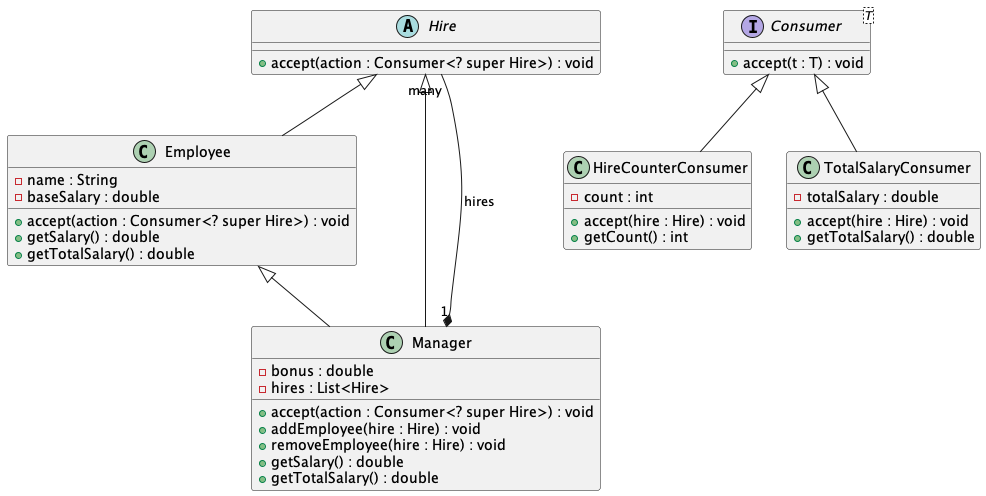 A Hire
+ accept(action : Consumer<? super Hire>) : void
I Consumer
T
+ accept(t : T) : void
many
C Employee
name : String
baseSalary : double
accept(action : Consumer<? super Hire>) : void
getSalary() : double
getTotalSalary() : double
C HireCounterConsumer
count : int
accept(hire : Hire) : void
getCount() : int
C TotalSalaryConsumer
totalSalary : double
accept(hire : Hire) : void
getTotalSalary() : double
hires
1
C Manager
bonus : double
hires : List<Hire>
accept(action : Consumer<? super Hire>) : void
addEmployee(hire : Hire) : void
removeEmployee(hire : Hire) : void
getSalary() : double
getTotalSalary() : double